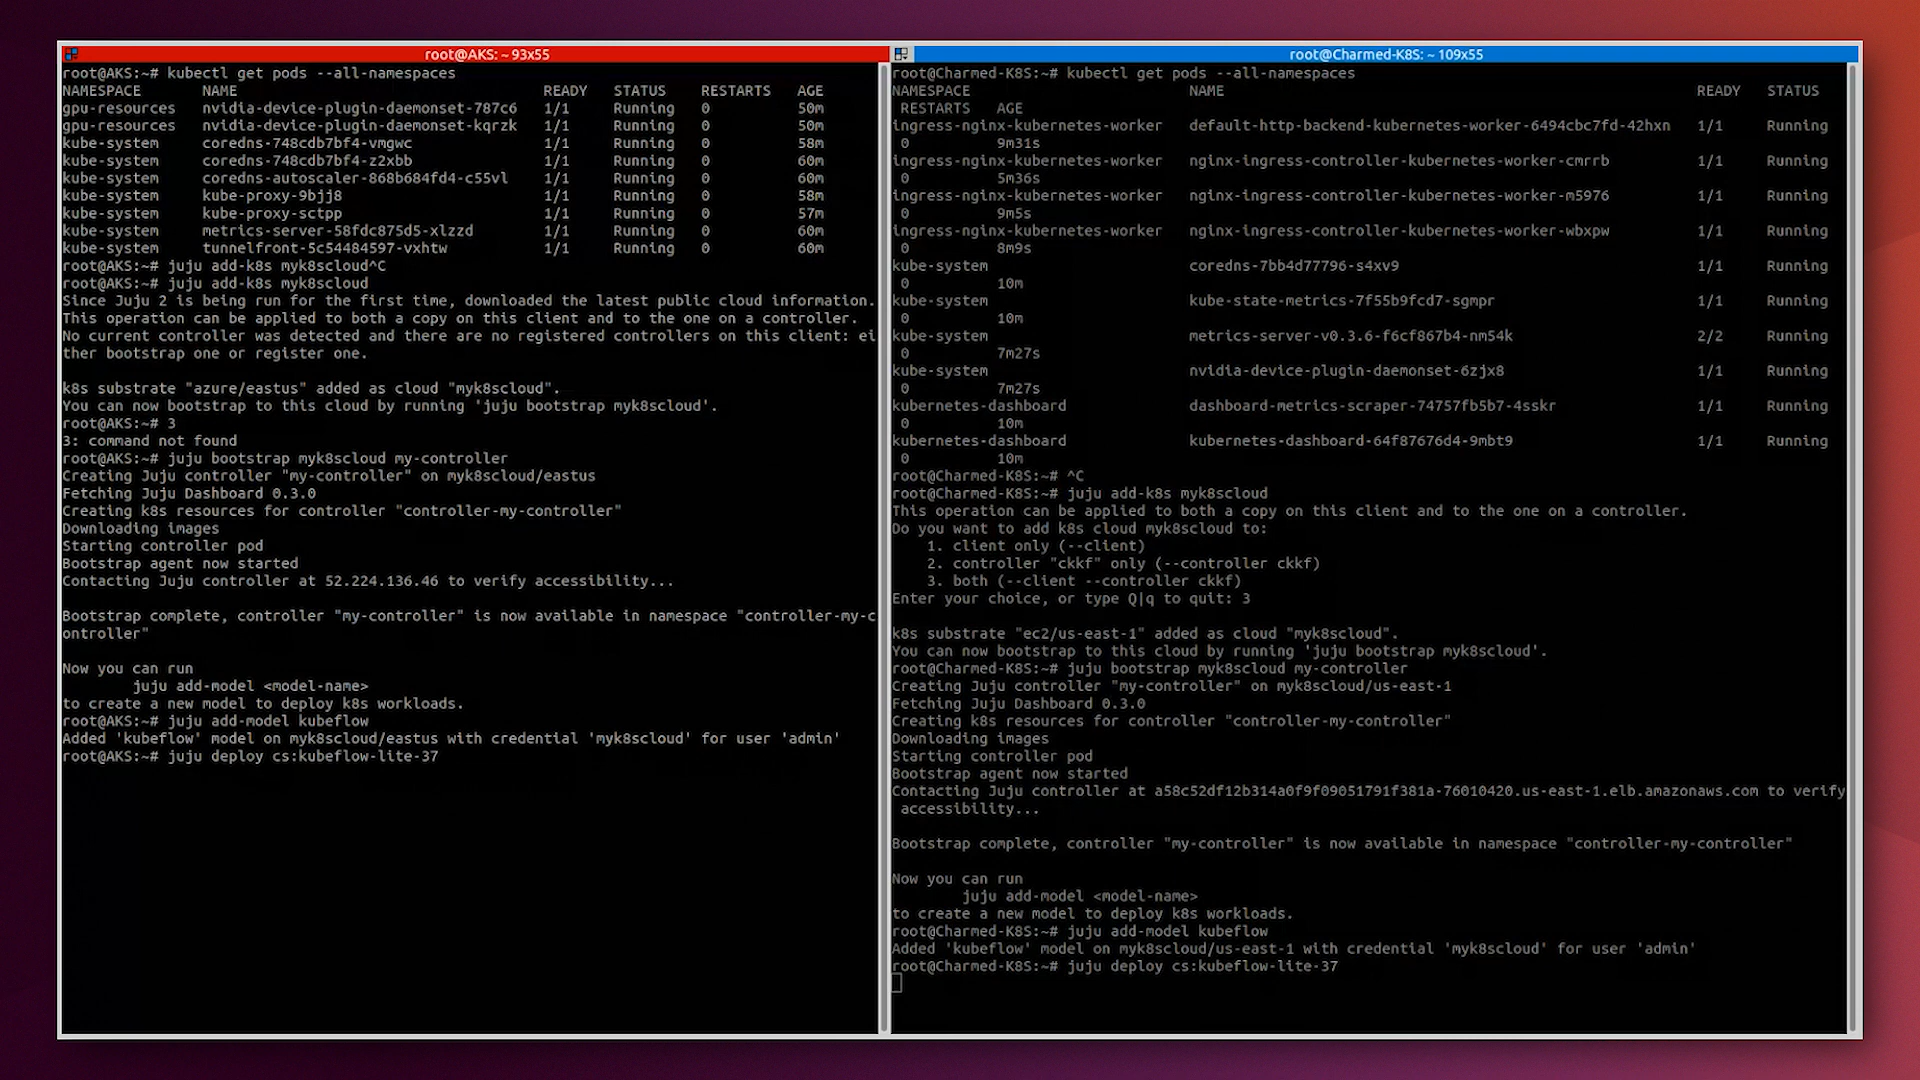 root@AKS: ~ 93x55
root@AKS:~# kubectl get pods --all-namespaces
NAMESPACE NAME READY STATUS RESTARTS AGE
gpu-resources nvidia-device-plugin-daemonset-787c6 1/1 Running 0 50m
gpu-resources nvidia-device-plugin-daemonset-kqrzk 1/1 Running 0 50m
kube-system coredns-748cdb7bf4-vmgwc 1/1 Running 0 58m
kube-system coredns-748cdb7bf4-z2xbb 1/1 Running 0 60m
kube-system coredns-autoscaler-868b684fd4-c55vl 1/1 Running 0 60m
kube-system kube-proxy-9bjj8 1/1 Running 0 58m
kube-system kube-proxy-sctpp 1/1 Running 0 57m
kube-system metrics-server-58fdc875d5-xlzzd 1/1 Running 0 60m
kube-system tunnelfront-5c54484597-vxhtw 1/1 Running 0 60m
root@AKS:~# juju add-k8s myk8scloud^C
root@AKS:~# juju add-k8s myk8scloud
Since Juju 2 is being run for the first time, downloaded the latest public cloud information.
This operation can be applied to both a copy on this client and to the one on a controller.
No current controller was detected and there are no registered controllers on this client: ei
ther bootstrap one or register one.
k8s substrate "azure/eastus" added as cloud "myk8scloud".
You can now bootstrap to this cloud by running 'juju bootstrap myk8scloud'.
root@AKS:~# 3
3: command not found
root@AKS:~# juju bootstrap myk8scloud my-controller
Creating Juju controller "my-controller" on myk8scloud/eastus
Fetching Juju Dashboard 0.3.0
Creating k8s resources for controller "controller-my-controller"
Downloading images
Starting controller pod
Bootstrap agent now started
Contacting Juju controller at 52.224.136.46 to verify accessibility...
Bootstrap complete, controller "my-controller" is now available in namespace "controller-my-c
ontroller"
Now you can run
juju add-model <model-name>
to create a new model to deploy k8s workloads.
root@AKS:~# juju add-model kubeflow
Added 'kubeflow' model on myk8scloud/eastus with credential 'myk8scloud' for user 'admin'
root@AKS:~# juju deploy cs:kubeflow-lite-37
root@Charmed-K8S: ~ 109x55
root@Charmed-K8S:~# kubectl get pods --all-namespaces
NAMESPACE NAME READY STATUS
RESTARTS AGE
ingress-nginx-kubernetes-worker default-http-backend-kubernetes-worker-6494cbc7fd-42hxn 1/1 Running
0 9m31s
ingress-nginx-kubernetes-worker nginx-ingress-controller-kubernetes-worker-cmrrb 1/1 Running
0 5m36s
ingress-nginx-kubernetes-worker nginx-ingress-controller-kubernetes-worker-m5976 1/1 Running
0 9m5s
ingress-nginx-kubernetes-worker nginx-ingress-controller-kubernetes-worker-wbxpw 1/1 Running
0 8m9s
kube-system coredns-7bb4d77796-s4xv9 1/1 Running
0 10m
kube-system kube-state-metrics-7f55b9fcd7-sgmpr 1/1 Running
0 10m
kube-system metrics-server-v0.3.6-f6cf867b4-nm54k 2/2 Running
0 7m27s
kube-system nvidia-device-plugin-daemonset-6zjx8 1/1 Running
0 7m27s
kubernetes-dashboard dashboard-metrics-scraper-74757fb5b7-4sskr 1/1 Running
0 10m
kubernetes-dashboard kubernetes-dashboard-64f87676d4-9mbt9 1/1 Running
0 10m
root@Charmed-K8S:~# ^C
root@Charmed-K8S:~# juju add-k8s myk8scloud
This operation can be applied to both a copy on this client and to the one on a controller.
Do you want to add k8s cloud myk8scloud to:
1. client only (--client)
2. controller "ckkf" only (--controller ckkf)
3. both (--client --controller ckkf)
Enter your choice, or type Q|q to quit: 3
k8s substrate "ec2/us-east-1" added as cloud "myk8scloud".
You can now bootstrap to this cloud by running 'juju bootstrap myk8scloud'.
root@Charmed-K8S:~# juju bootstrap myk8scloud my-controller
Creating Juju controller "my-controller" on myk8scloud/us-east-1
Fetching Juju Dashboard 0.3.0
Creating k8s resources for controller "controller-my-controller"
Downloading images
Starting controller pod
Bootstrap agent now started
Contacting Juju controller at a58c52df12b314a0f9f09051791f381a-76010420.us-east-1.elb.amazonaws.com to verify
accessibility...
Bootstrap complete, controller "my-controller" is now available in namespace "controller-my-controller"
Now you can run
juju add-model <model-name>
to create a new model to deploy k8s workloads.
root@Charmed-K8S:~# juju add-model kubeflow
Added 'kubeflow' model on myk8scloud/us-east-1 with credential 'myk8scloud' for user 'admin'
root@Charmed-K8S:~# juju deploy cs:kubeflow-lite-37